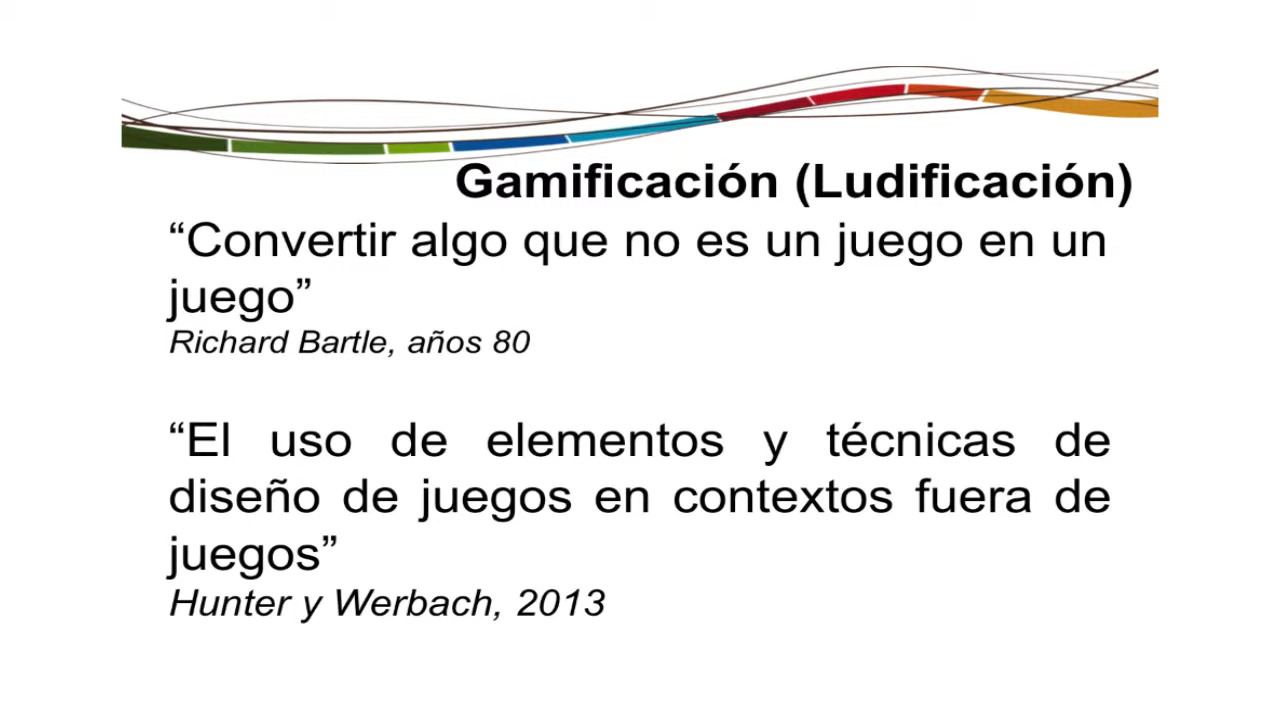 Gamificación (Ludificación)
“Convertir algo que no es un juego en un
juego”
Richard Bartle, años 80
“El uso de elementos y técnicas de
diseño de juegos en contextos fuera de
juegos”
Hunter y Werbach, 2013